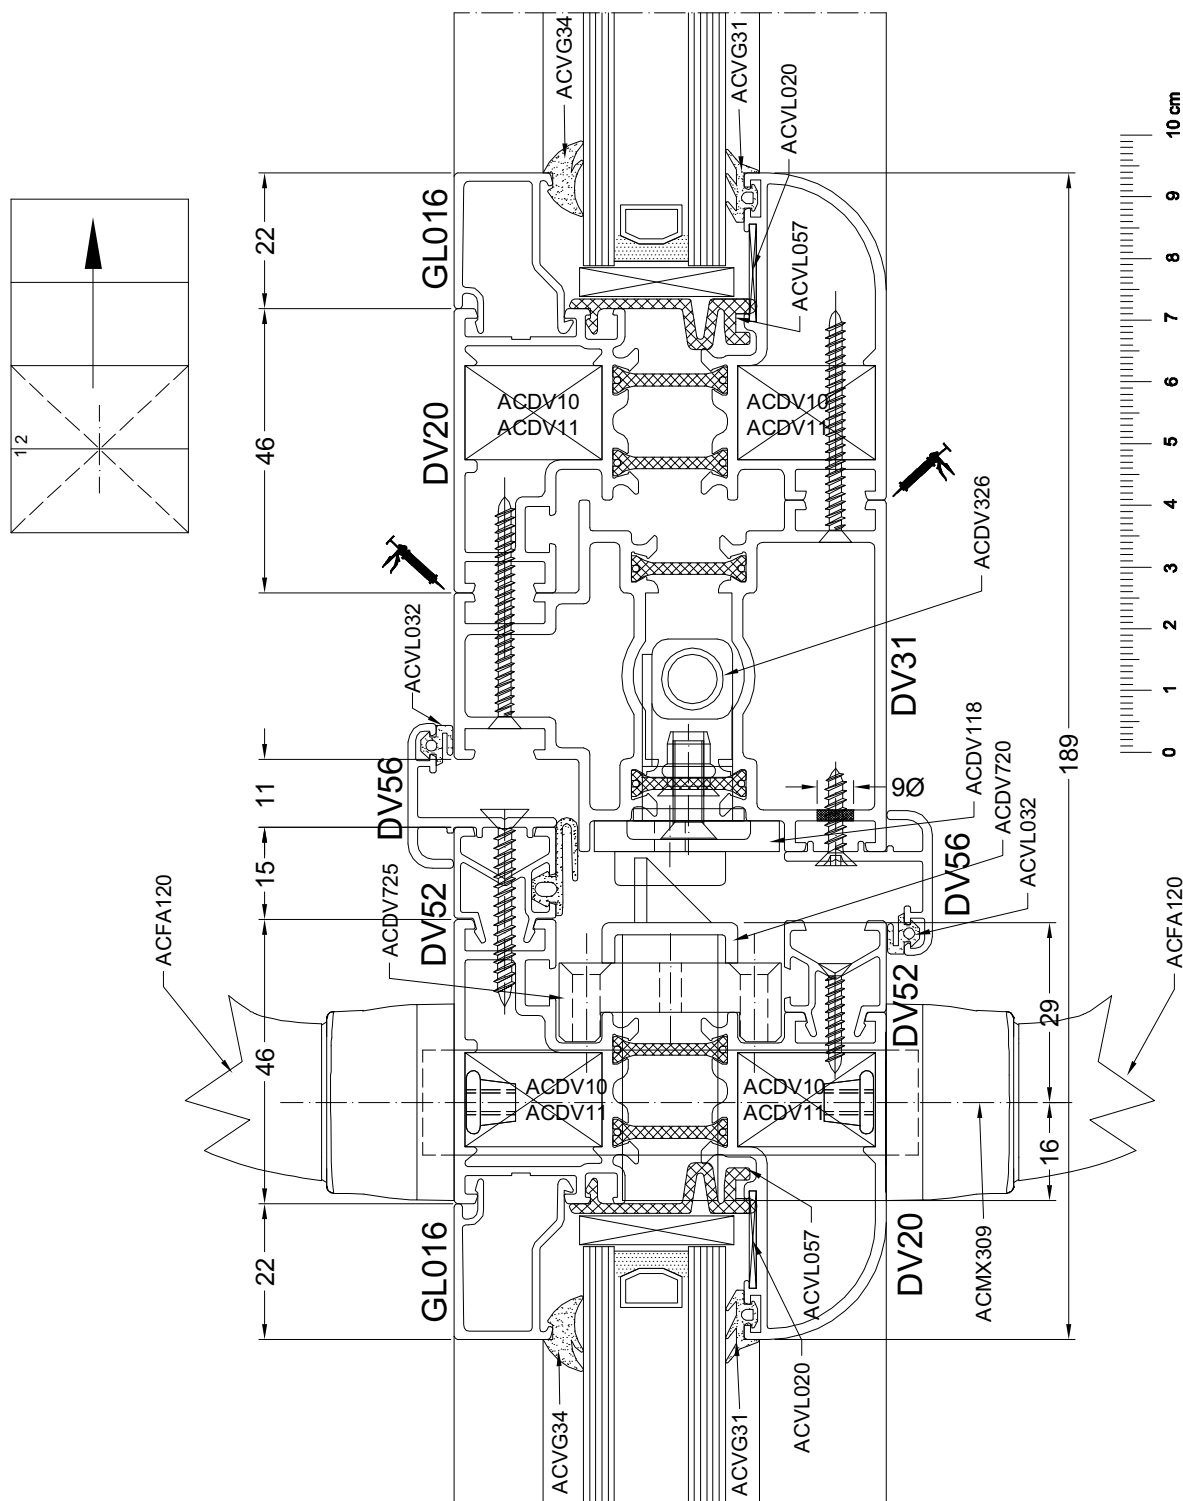 ACVG34
ACVG31
ACVL020
10 cm
9
8
7
6
5
4
3
2
1
0
22
GL016
ACVL057
1 2
46
DV20
ACDV10
ACDV11
ACDV10
ACDV11
ACDV326
ACVL032
DV31
189
11
DV56
9Ø
ACDV118
ACDV720
ACVL032
15
DV52
ACDV725
DV56
ACFA120
ACFA120
46
DV52
29
ACDV10
ACDV11
ACDV10
ACDV11
16
22
GL016
ACVL057
DV20
ACMX309
ACVG34
ACVG31
ACVL020